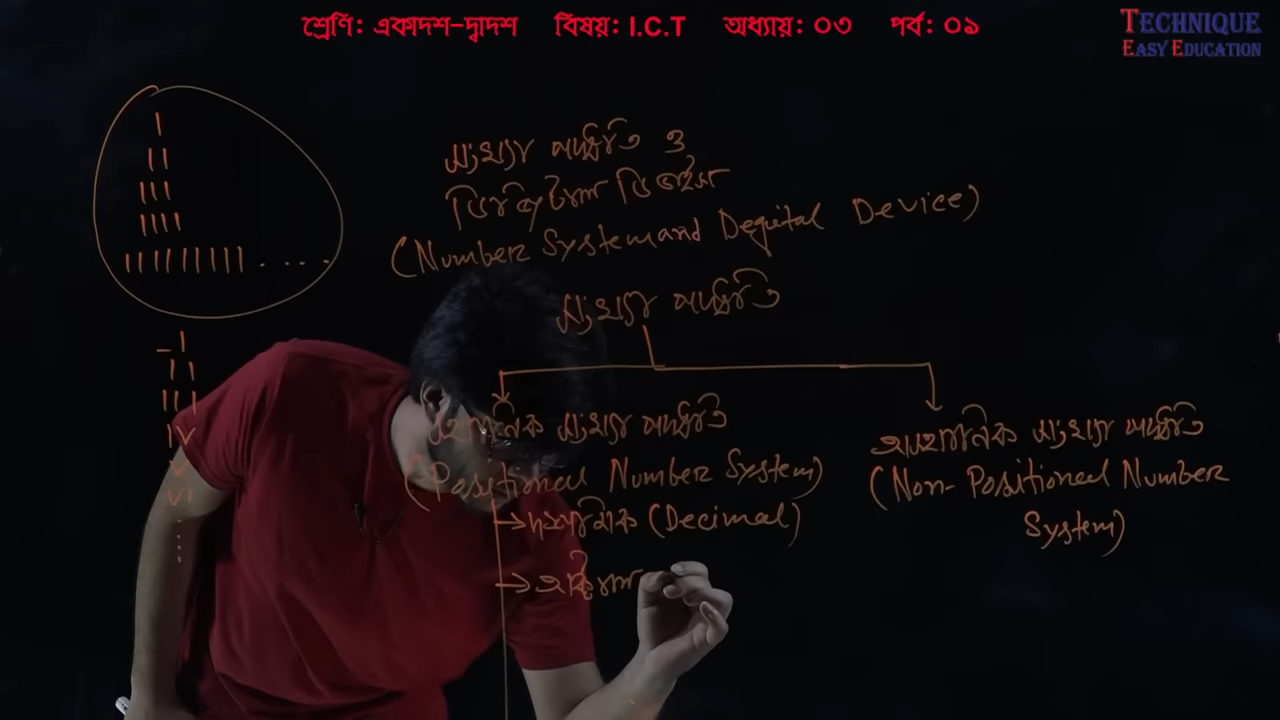 শ্রেণি: একাদশ-দ্বাদশ বিষয়: I.C.T অধ্যায়: ০৩ পর্ব: ০১
TECHNIQUE
EASY EDUCATION
I
II
III
IIII
IIIIIIIII....
সংখ্যা পদ্ধতি ও
ডিজিটাল ডিভাইস
(Number System and Degital Device)
সংখ্যা পদ্ধতি
I
II
III
IV
V
VI
সংখ্যা পদ্ধতি
(Positional Number System)
→ দশমিক (Decimal)
→ অক্টাল
অস্থানিক সংখ্যা পদ্ধতি
(Non-Positional Number
System)